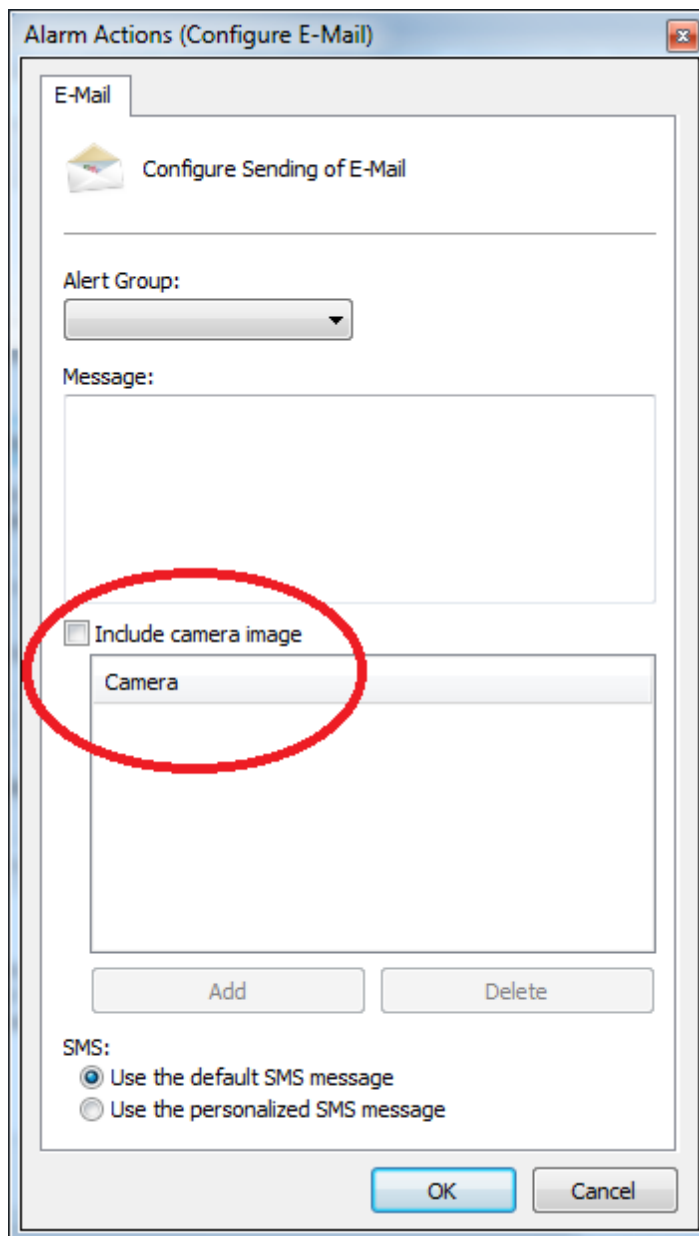 Alarm Actions (Configure E-Mail)
E-Mail
Configure Sending of E-Mail
Alert Group:
Message:
Include camera image
Camera
Add Delete
SMS:
Use the default SMS message
Use the personalized SMS message
OK Cancel